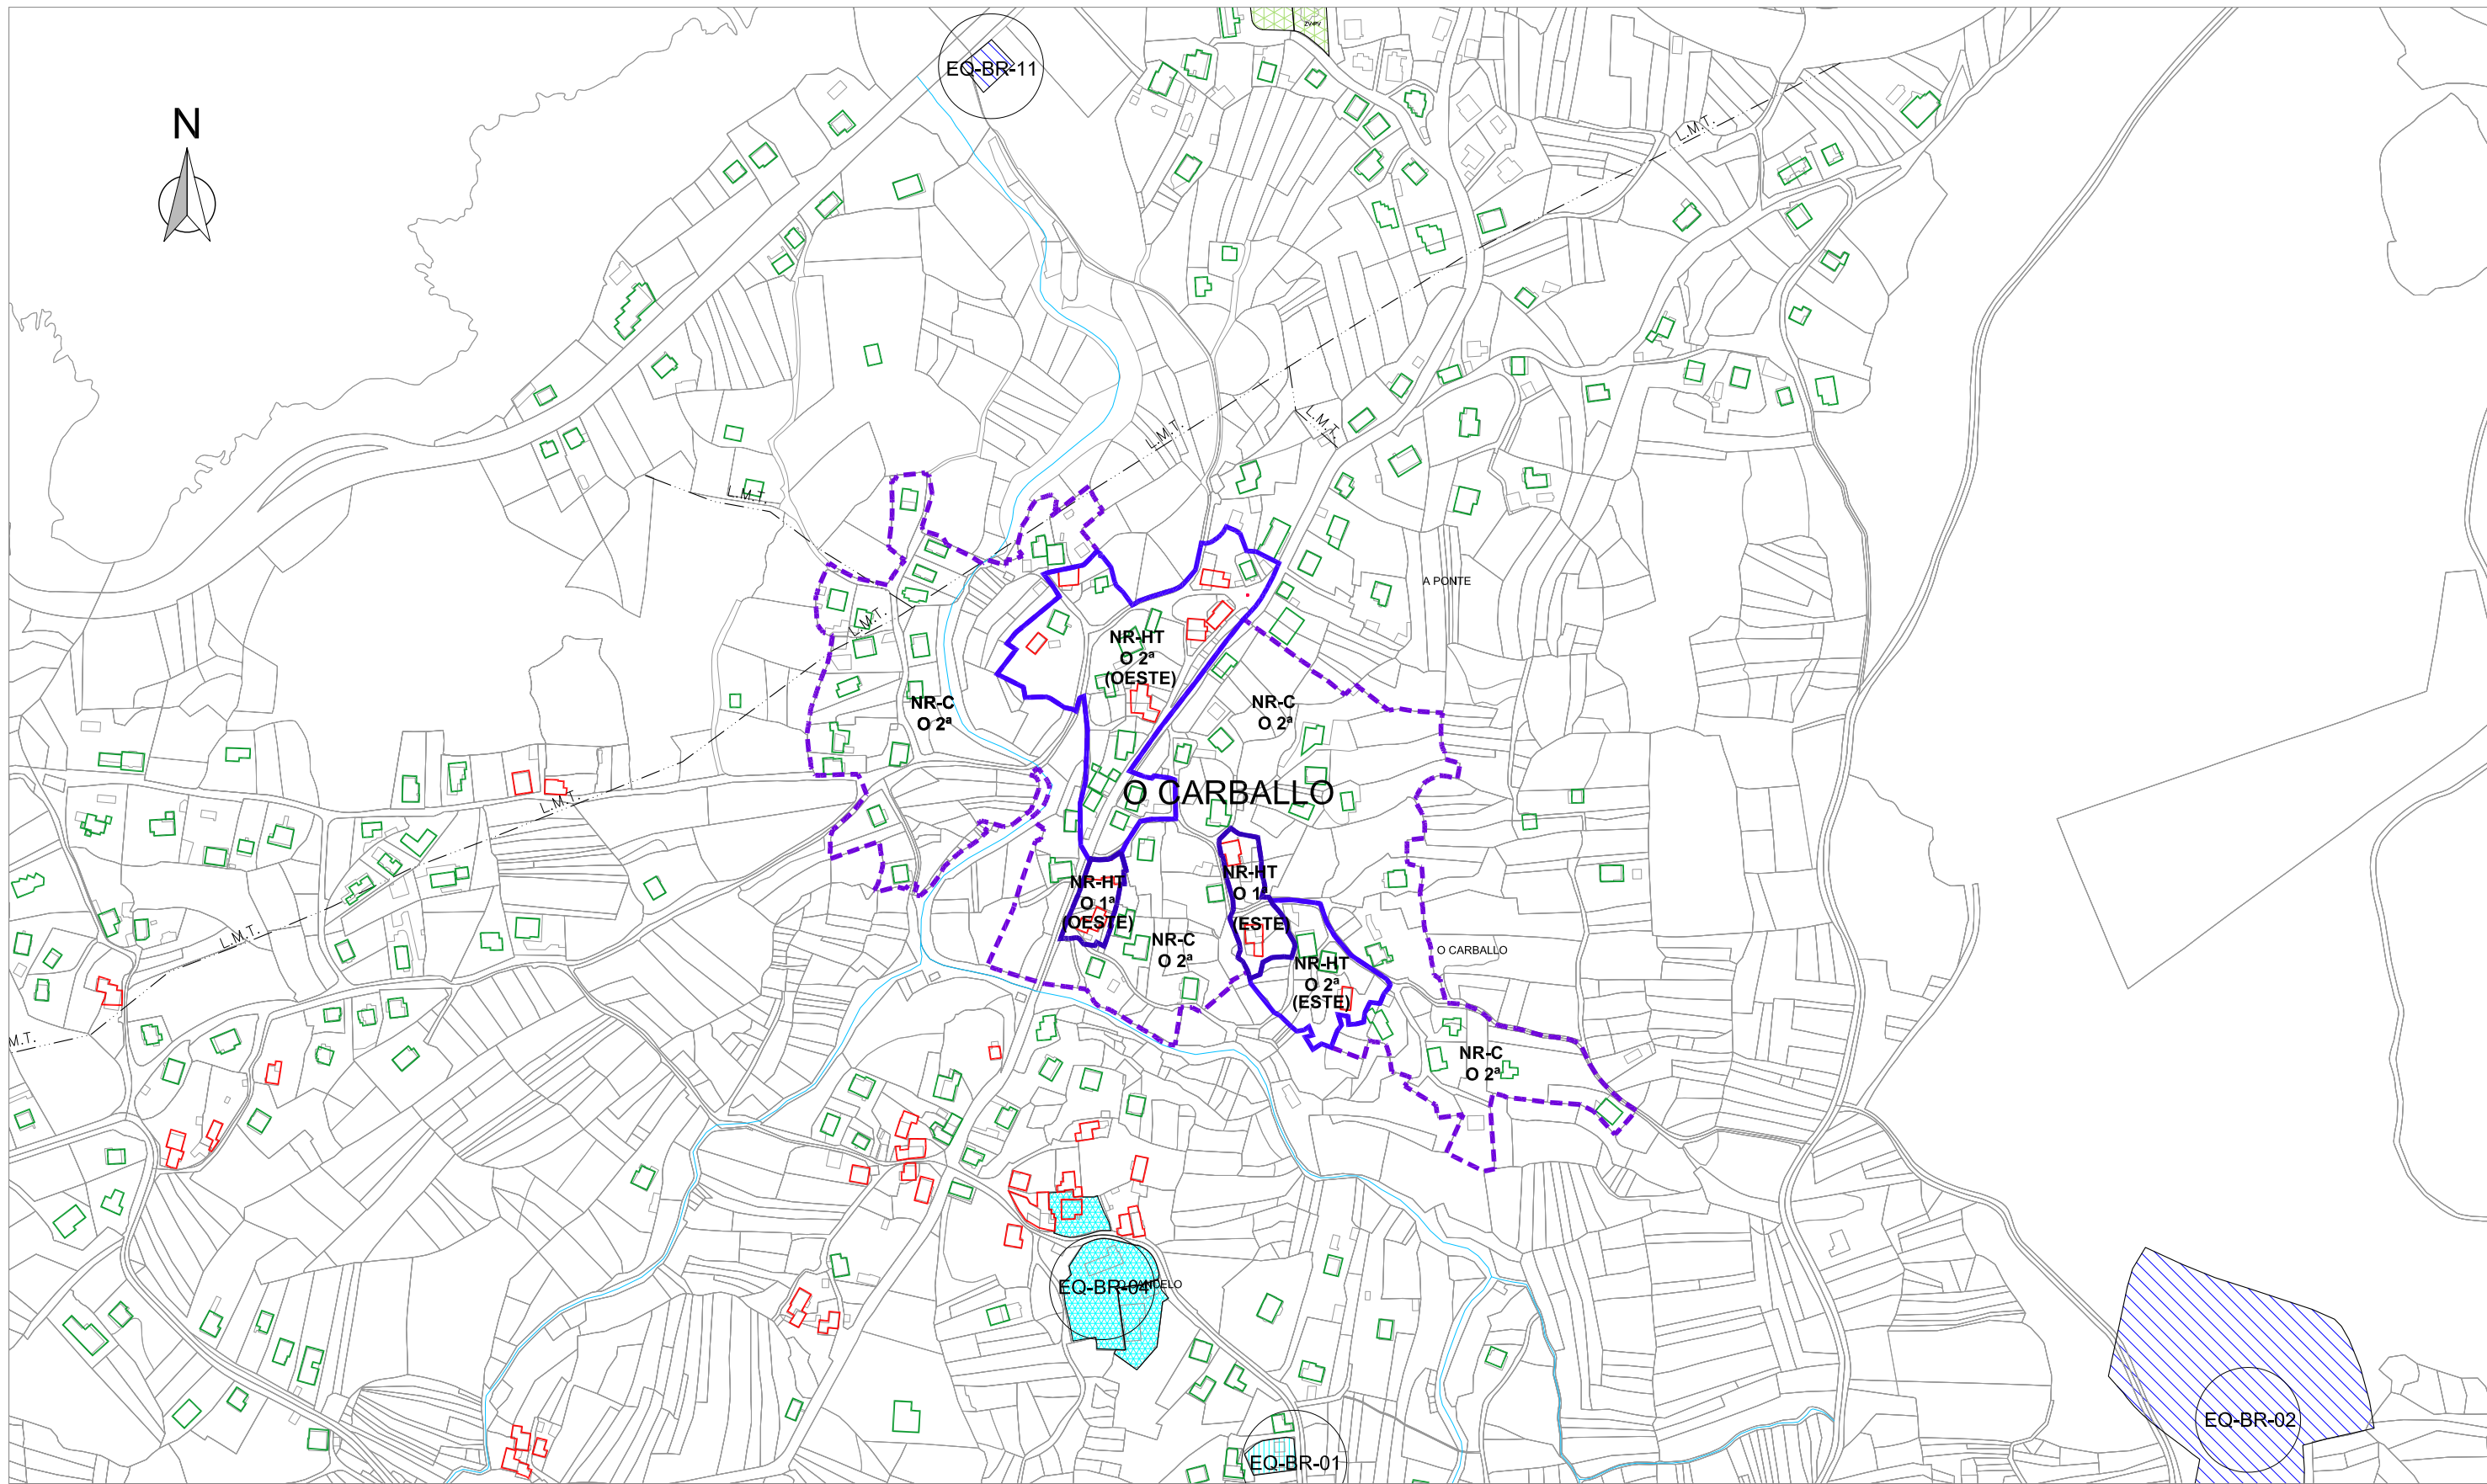 ZV-PV
EQ-BR-11
N
L.M.T.
L.M.T.
L.M.T.
L.M.T.
A PONTE
L.M.T.
NR-HT
O 2ª
(OESTE)
NR-C
O 2ª
NR-C
O 2ª
O CARBALLO
L.M.T.
NR-HT
O 1ª
(OESTE)
NR-HT
O 1ª
(ESTE)
L.M.T.
NR-C
O 2ª
O CARBALLO
NR-HT
O 2ª
(ESTE)
M.T.
NR-C
O 2ª
EQ-BR-04
EQ-BR-02
EQ-BR-01